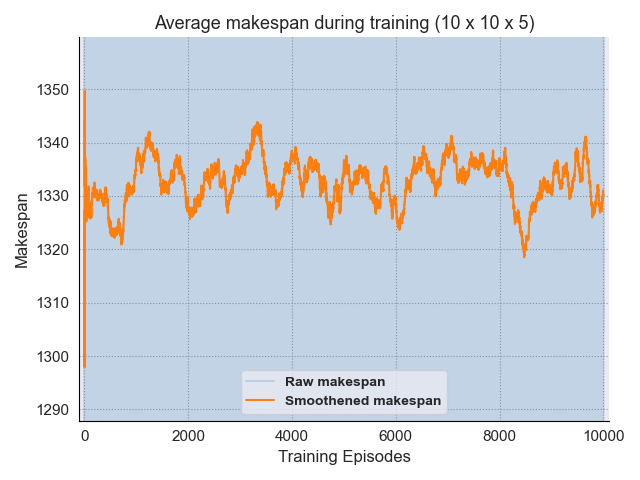 Average makespan during training (10 x 10 x 5)
Makespan
1350
1340
1330
1320
1310
1300
1290
Raw makespan
Smoothened makespan
0 2000 4000 6000 8000 10000
Training Episodes